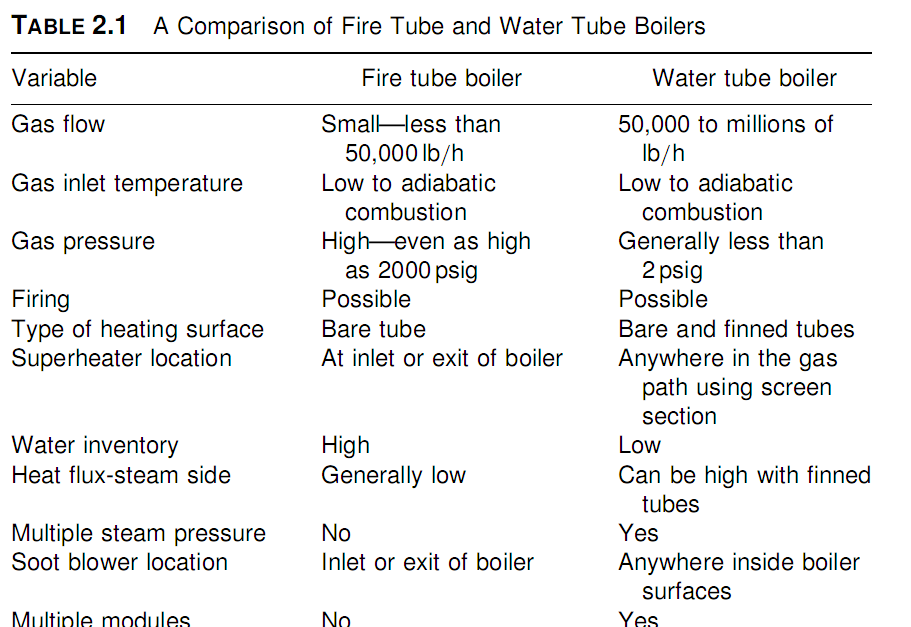 TABLE 2.1 A Comparison of Fire Tube and Water Tube Boilers
Variable Fire tube boiler Water tube boiler
Gas flow Small—less than 50,000 to millions of
50,000 lb/h lb/h
Gas inlet temperature Low to adiabatic Low to adiabatic
combustion combustion
Gas pressure High—even as high Generally less than
as 2000 psig 2 psig
Firing Possible Possible
Type of heating surface Bare tube Bare and finned tubes
Superheater location At inlet or exit of boiler Anywhere in the gas
path using screen
section
Water inventory High Low
Heat flux-steam side Generally low Can be high with finned
tubes
Multiple steam pressure No Yes
Soot blower location Inlet or exit of boiler Anywhere inside boiler
surfaces
Multiple modules No Yes